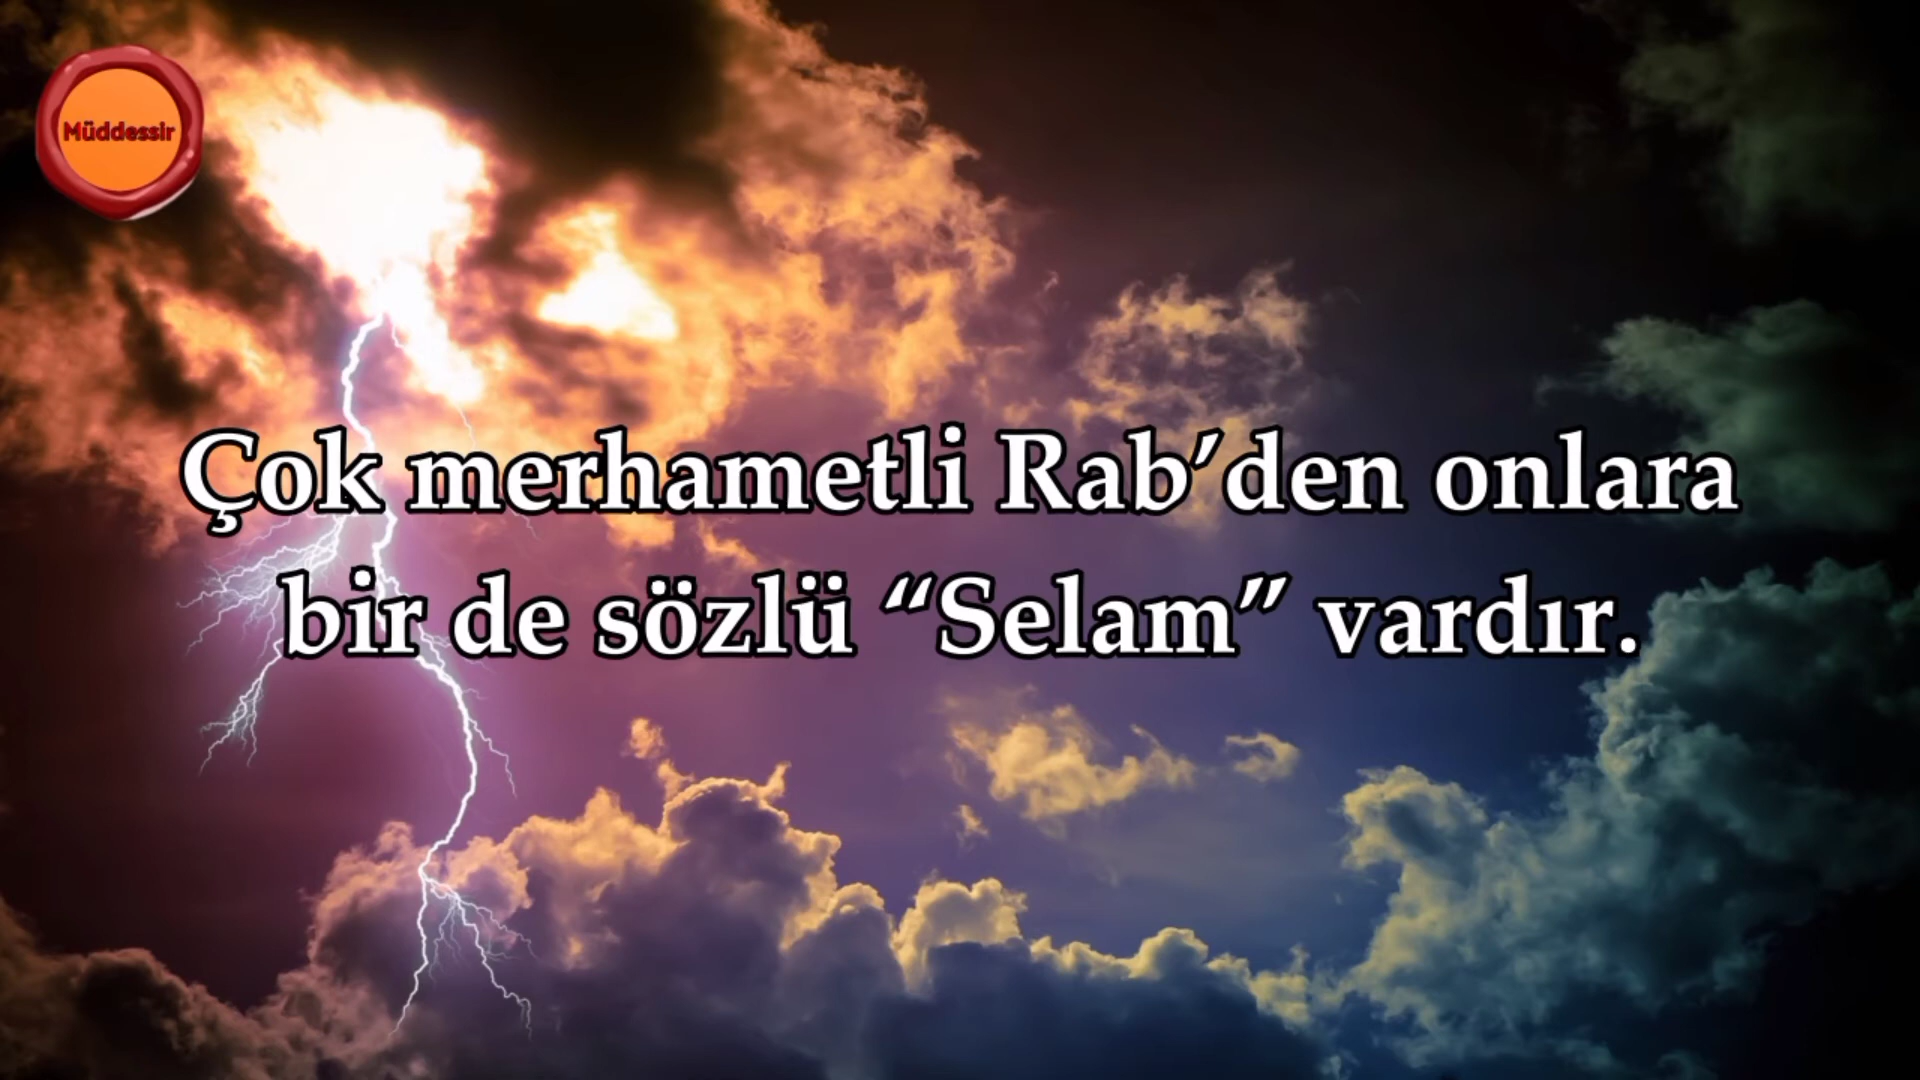 Müddessir
Çok merhametli Rab’den onlara
bir de sözlü “Selam” vardır.